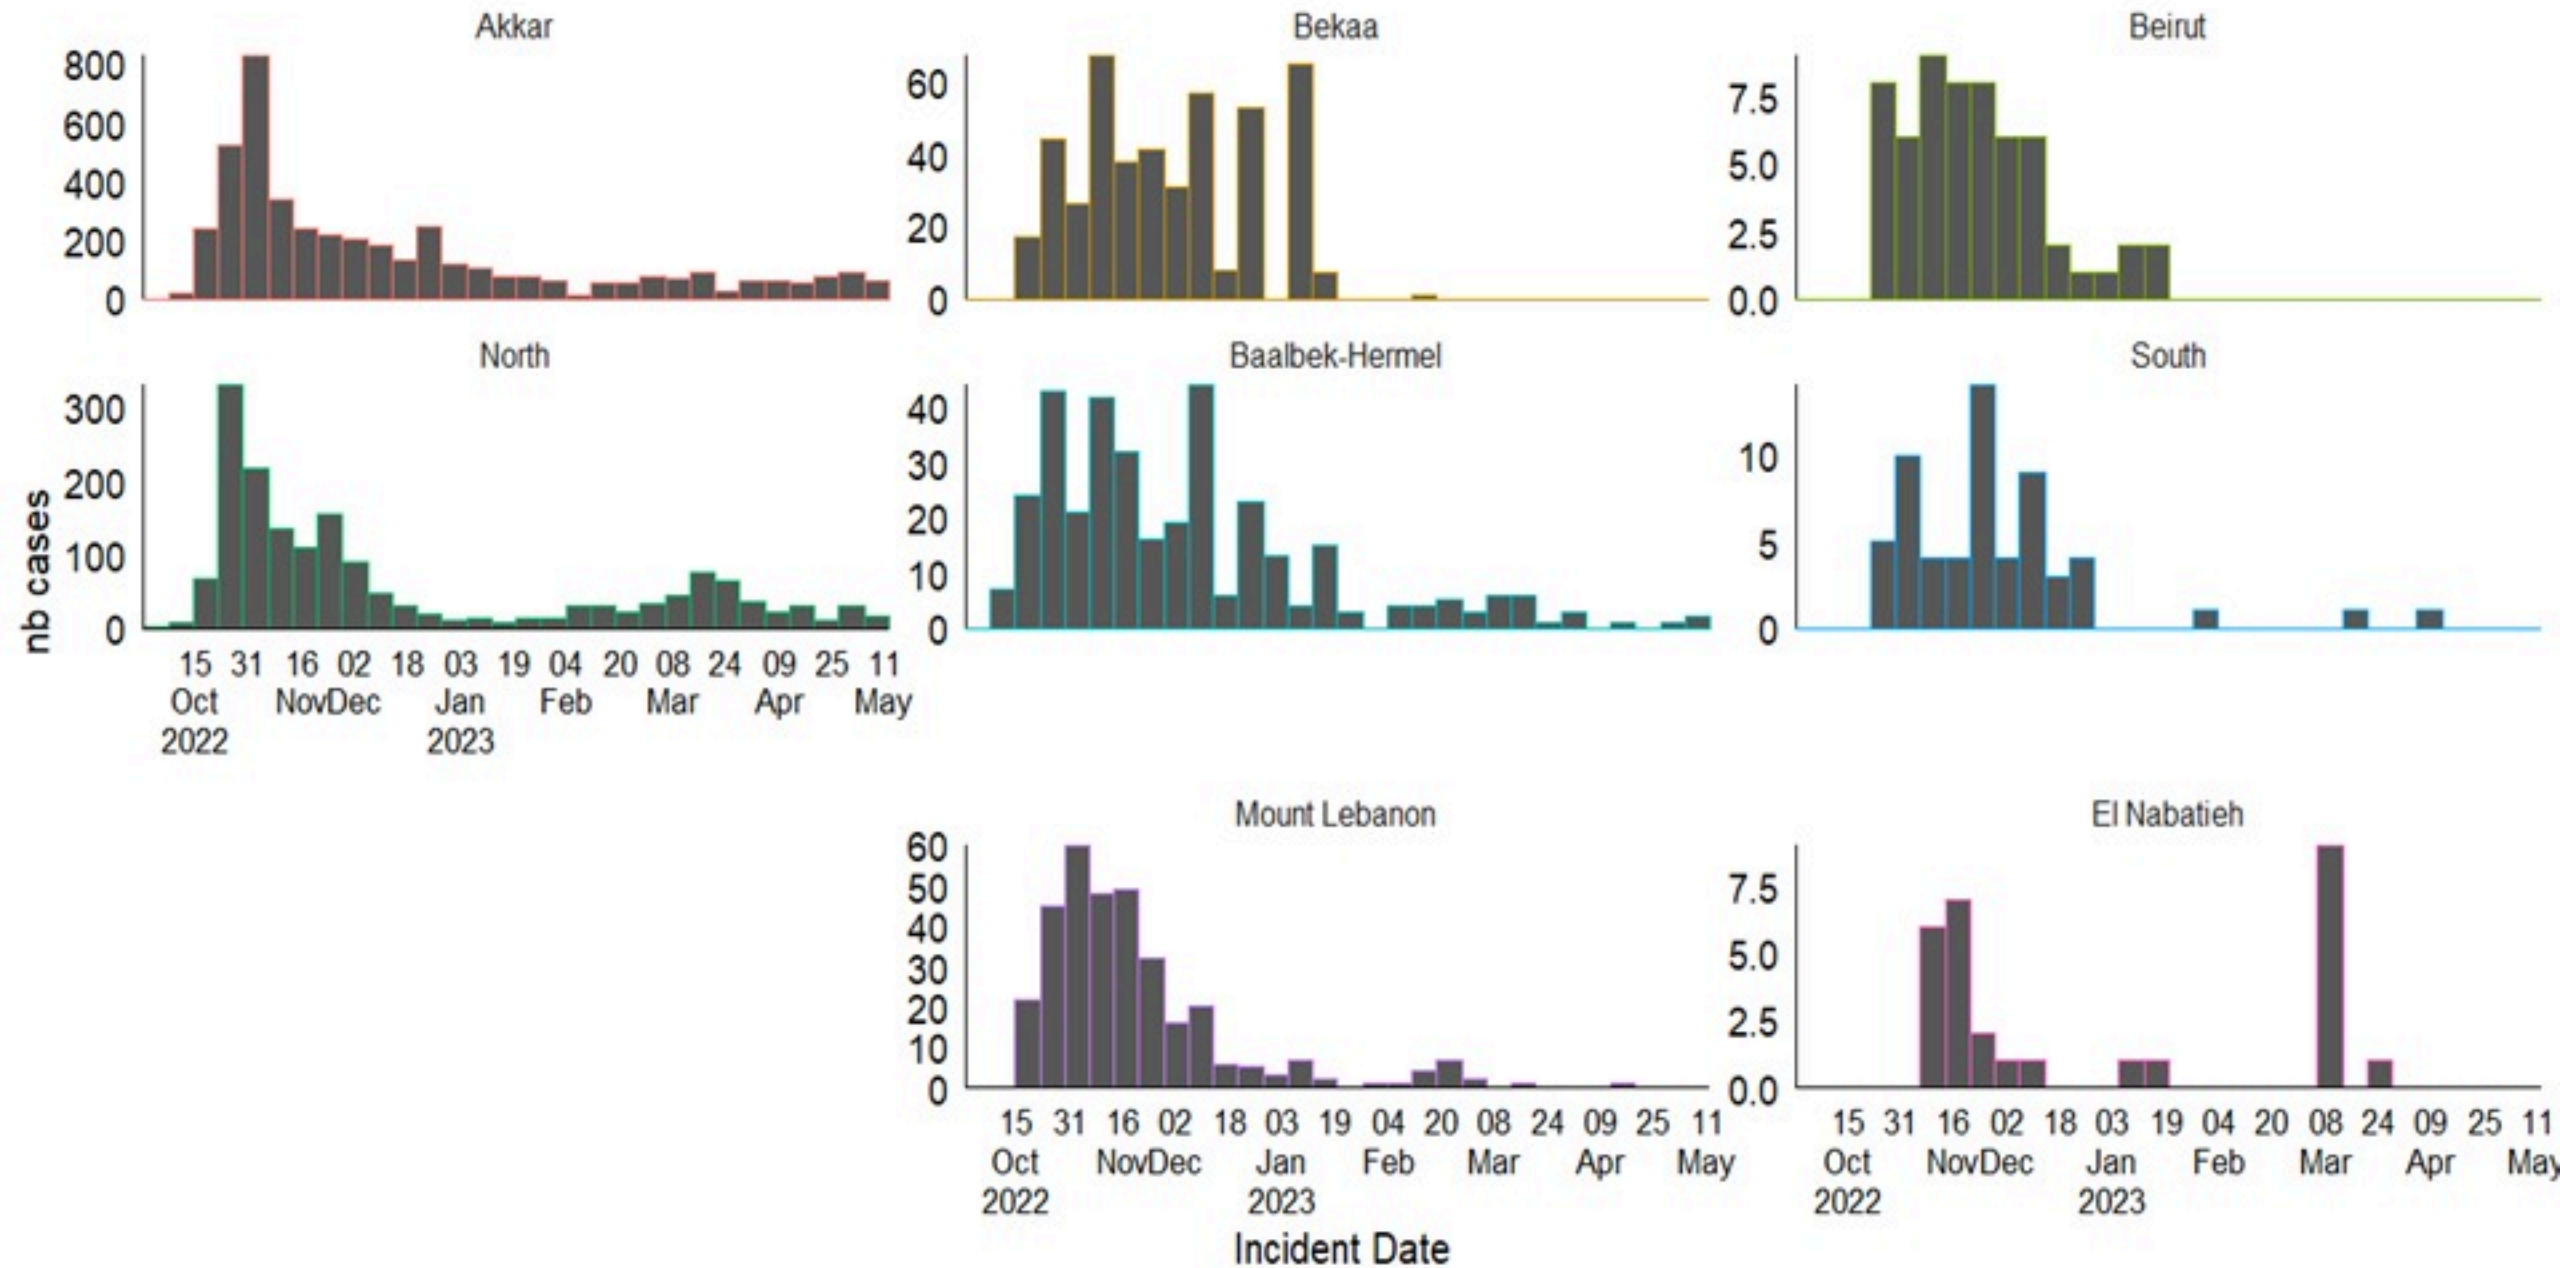 Akkar Bekaa Beirut
800 60 7.5
600
400 40 5.0
200 20 2.5
0 0 0.0
North Baalbek-Hermel South
300 40
30 10
200 20
100 10 5
0 0 0
nb cases
15 31 16 02 18 03 19 04 20 08 24 09 25 11
Oct NovDec Jan Feb Mar Apr May
2022 2023
Mount Lebanon El Nabatieh
60
50 7.5
40
30 5.0
20 2.5
10
0 0.0
15 31 16 02 18 03 19 04 20 08 24 09 25 11 15 31 16 02 18 03 19 04 20 08 24 09 25 11
Oct NovDec Jan Feb Mar Apr May Oct NovDec Jan Feb Mar Apr May
2022 2023 2022 2023
Incident Date